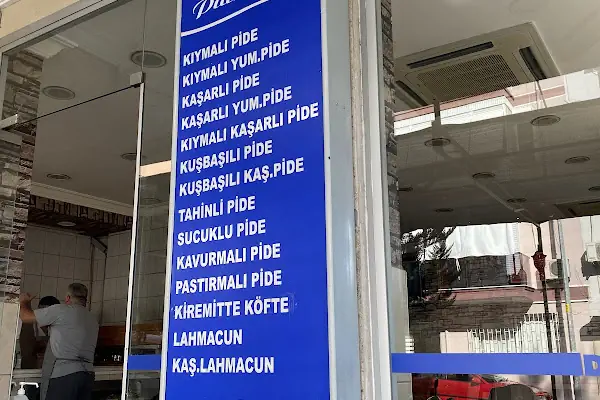 KIYMALI PİDE
KIYMALI YUM.PİDE
KAŞARLI PİDE
KAŞARLI YUM.PİDE
KIYMALI KAŞARLI PİDE
KUŞBAŞILI PİDE
KUŞBAŞILI KAŞ.PİDE
TAHİNLİ PİDE
SUCUKLU PİDE
KAVURMALI PİDE
PASTIRMALI PİDE
KİREMİTTE KÖFTE
LAHMACUN
KAŞ.LAHMACUN